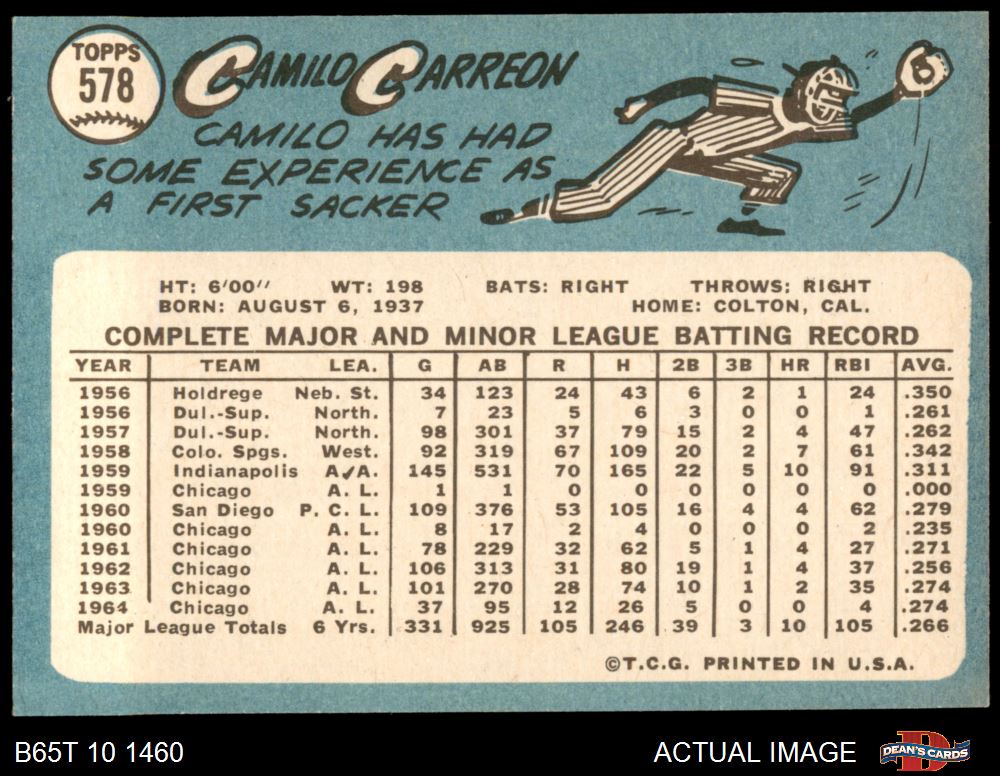 TOPPS
578
CAMILO CARREON
CAMILO HAS HAD
SOME EXPERIENCE AS
A FIRST SACKER
HT: 6'00" WT: 198 BATS: RIGHT THROWS: RIGHT
BORN: AUGUST 6, 1937 HOME: COLTON, CAL.
COMPLETE MAJOR AND MINOR LEAGUE BATTING RECORD
YEAR TEAM LEA. G AB R H 2B 3B HR RBI AVG.
1956 Holdrege Neb. St. 34 123 24 43 6 2 1 24 .350
1956 Dul.-Sup. North. 7 23 5 6 3 0 0 1 .261
1957 Dul.-Sup. North. 98 301 37 79 15 2 4 47 .262
1958 Colo. Spgs. West. 92 319 67 109 20 2 7 61 .342
1959 Indianapolis A.A. 145 531 70 165 22 5 10 91 .311
1959 Chicago A. L. 1 1 0 0 0 0 0 0 .000
1960 San Diego P. C. L. 109 376 53 105 16 4 4 62 .279
1960 Chicago A. L. 8 17 2 4 0 0 0 2 .235
1961 Chicago A. L. 78 229 32 62 5 1 4 27 .271
1962 Chicago A. L. 106 313 31 80 19 1 4 37 .256
1963 Chicago A. L. 101 270 28 74 10 1 2 35 .274
1964 Chicago A. L. 37 95 12 26 5 0 0 4 .274
Major League Totals 6 Yrs. 331 925 105 246 39 3 10 105 .266
©T.C.G. PRINTED IN U.S.A.
B65T 10 1460 ACTUAL IMAGE
DEAN'S CARDS